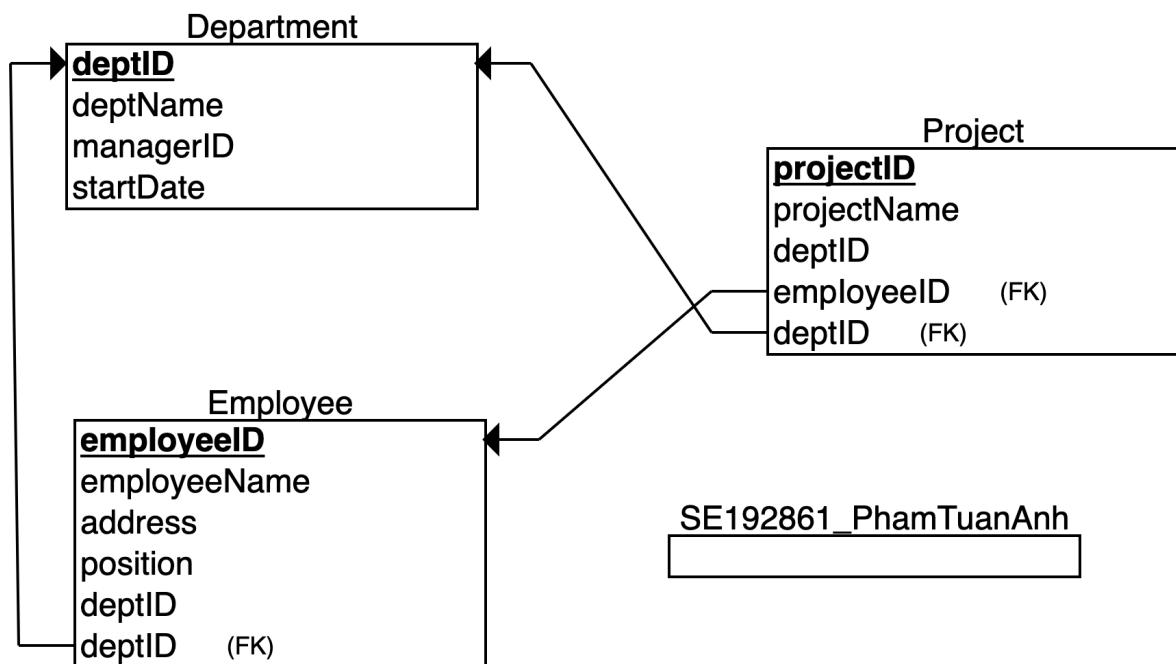 Department
deptID
deptName
managerID
startDate
Project
projectID
projectName
deptID
employeeID (FK)
deptID (FK)
Employee
employeeID
employeeName
address
position
deptID
deptID (FK)
SE192861_PhamTuanAnh